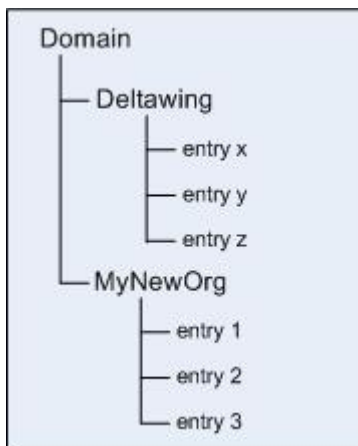 Domain
Deltawing
entry x
entry y
entry z
MyNewOrg
entry 1
entry 2
entry 3